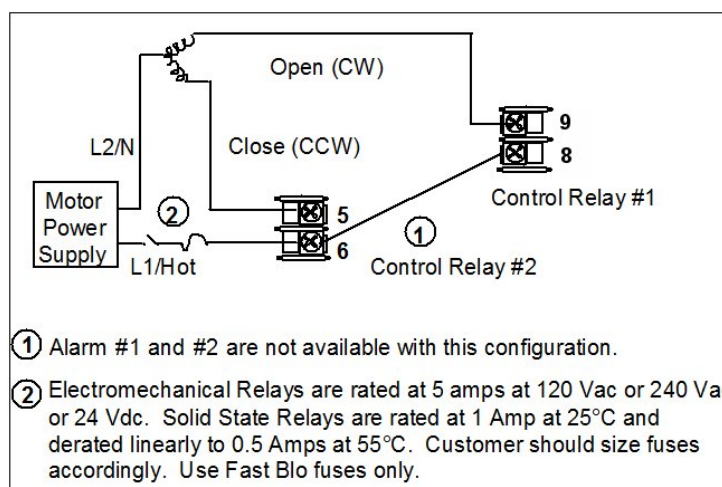 Open (CW)
9
L2/N
Close (CCW)
8
Motor
Power
Supply
2
5
Control Relay #1
6
1
L1/Hot
Control Relay #2
1 Alarm #1 and #2 are not available with this configuration.
2 Electromechanical Relays are rated at 5 amps at 120 Vac or 240 Va
or 24 Vdc. Solid State Relays are rated at 1 Amp at 25°C and
derated linearly to 0.5 Amps at 55°C. Customer should size fuses
accordingly. Use Fast Blo fuses only.